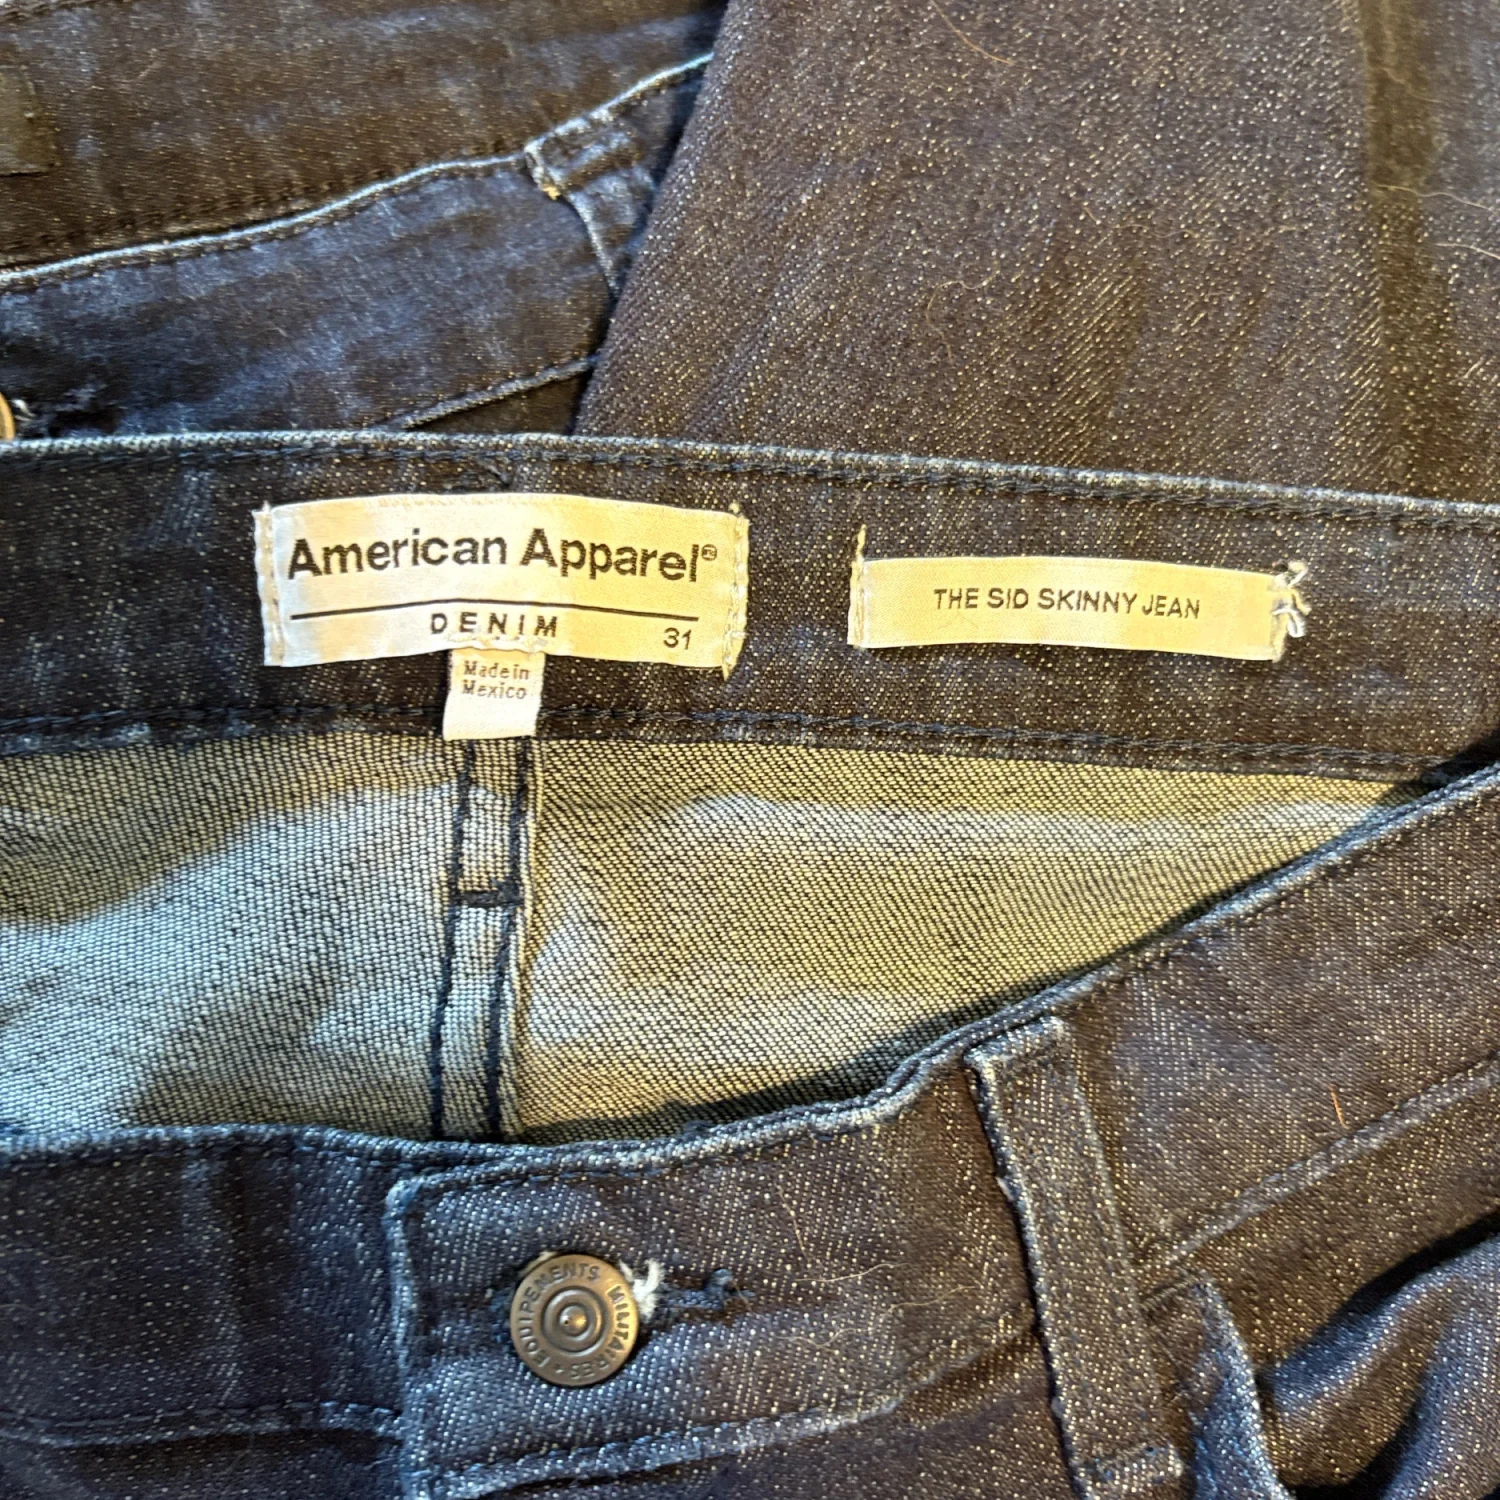 American Apparel®
DENIM
31
Made in
Mexico
THE SID SKINNY JEAN
EQUIPEMENTS MILITAIRES